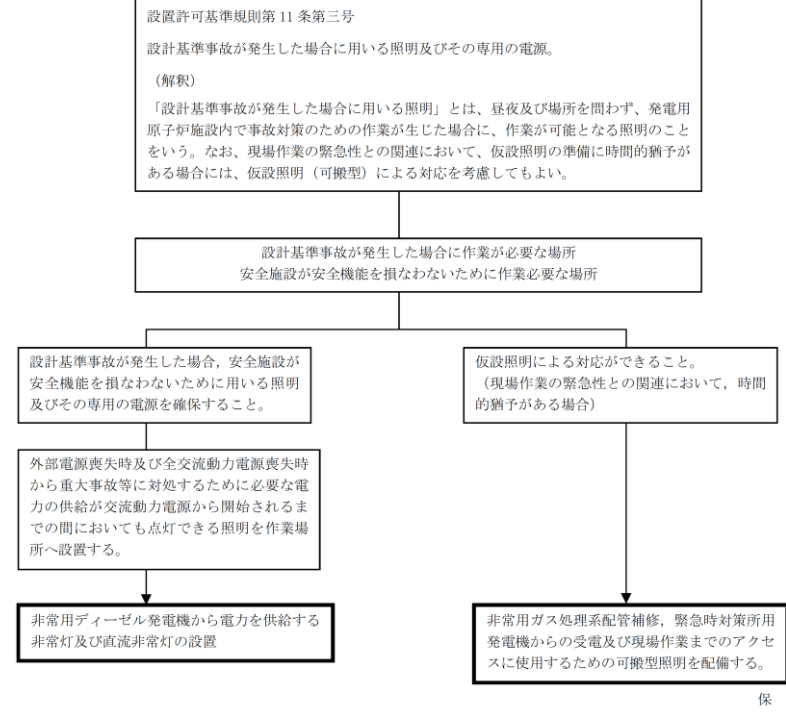 設置許可基準規則第 11 条第三号
設計基準事故が発生した場合に用いる照明及びその専用の電源。
（解釈）
「設計基準事故が発生した場合に用いる照明」とは、昼夜及び場所を問わず、発電用
原子炉施設内で事故対策のための作業が生じた場合に、作業が可能となる照明のこと
をいう。なお、現場作業の緊急性との関連において、仮設照明の準備に時間的猶予が
ある場合には、仮設照明（可搬型）による対応を考慮してもよい。
設計基準事故が発生した場合に作業が必要な場所
安全施設が安全機能を損なわないために作業必要な場所
設計基準事故が発生した場合，安全施設が
安全機能を損なわないために用いる照明
及びその専用の電源を確保すること。
外部電源喪失時及び全交流動力電源喪失時
から重大事故等に対処するために必要な電
力の供給が交流動力電源から開始されるま
での間においても点灯できる照明を作業場
所へ設置する。
非常用ディーゼル発電機から電力を供給する
非常灯及び直流非常灯の設置
仮設照明による対応ができること。
（現場作業の緊急性との関連において，時間
的猶予がある場合）
非常用ガス処理系配管補修，緊急時対策所用
発電機からの受電及び現場作業までのアクセ
スに使用するための可搬型照明を配備する。
保